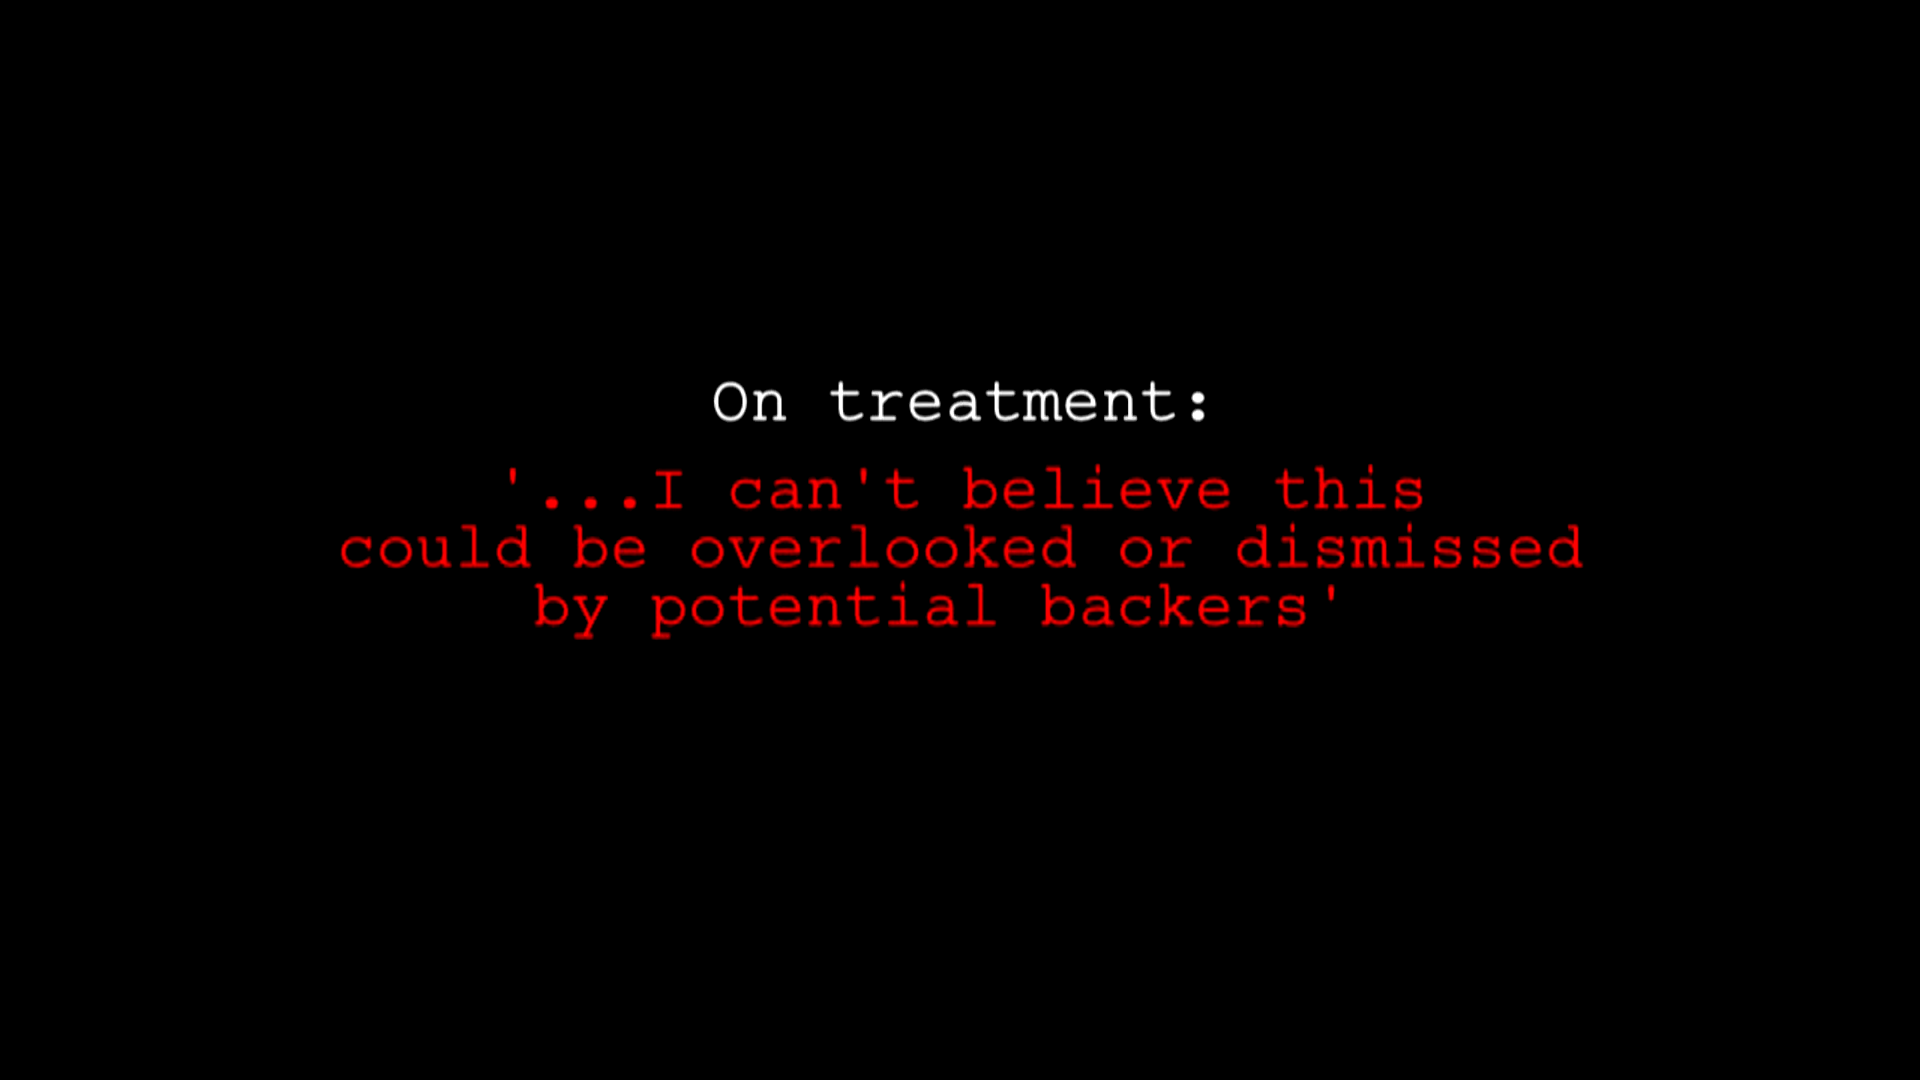 On treatment:
'...I can't believe this
could be overlooked or dismissed
by potential backers'